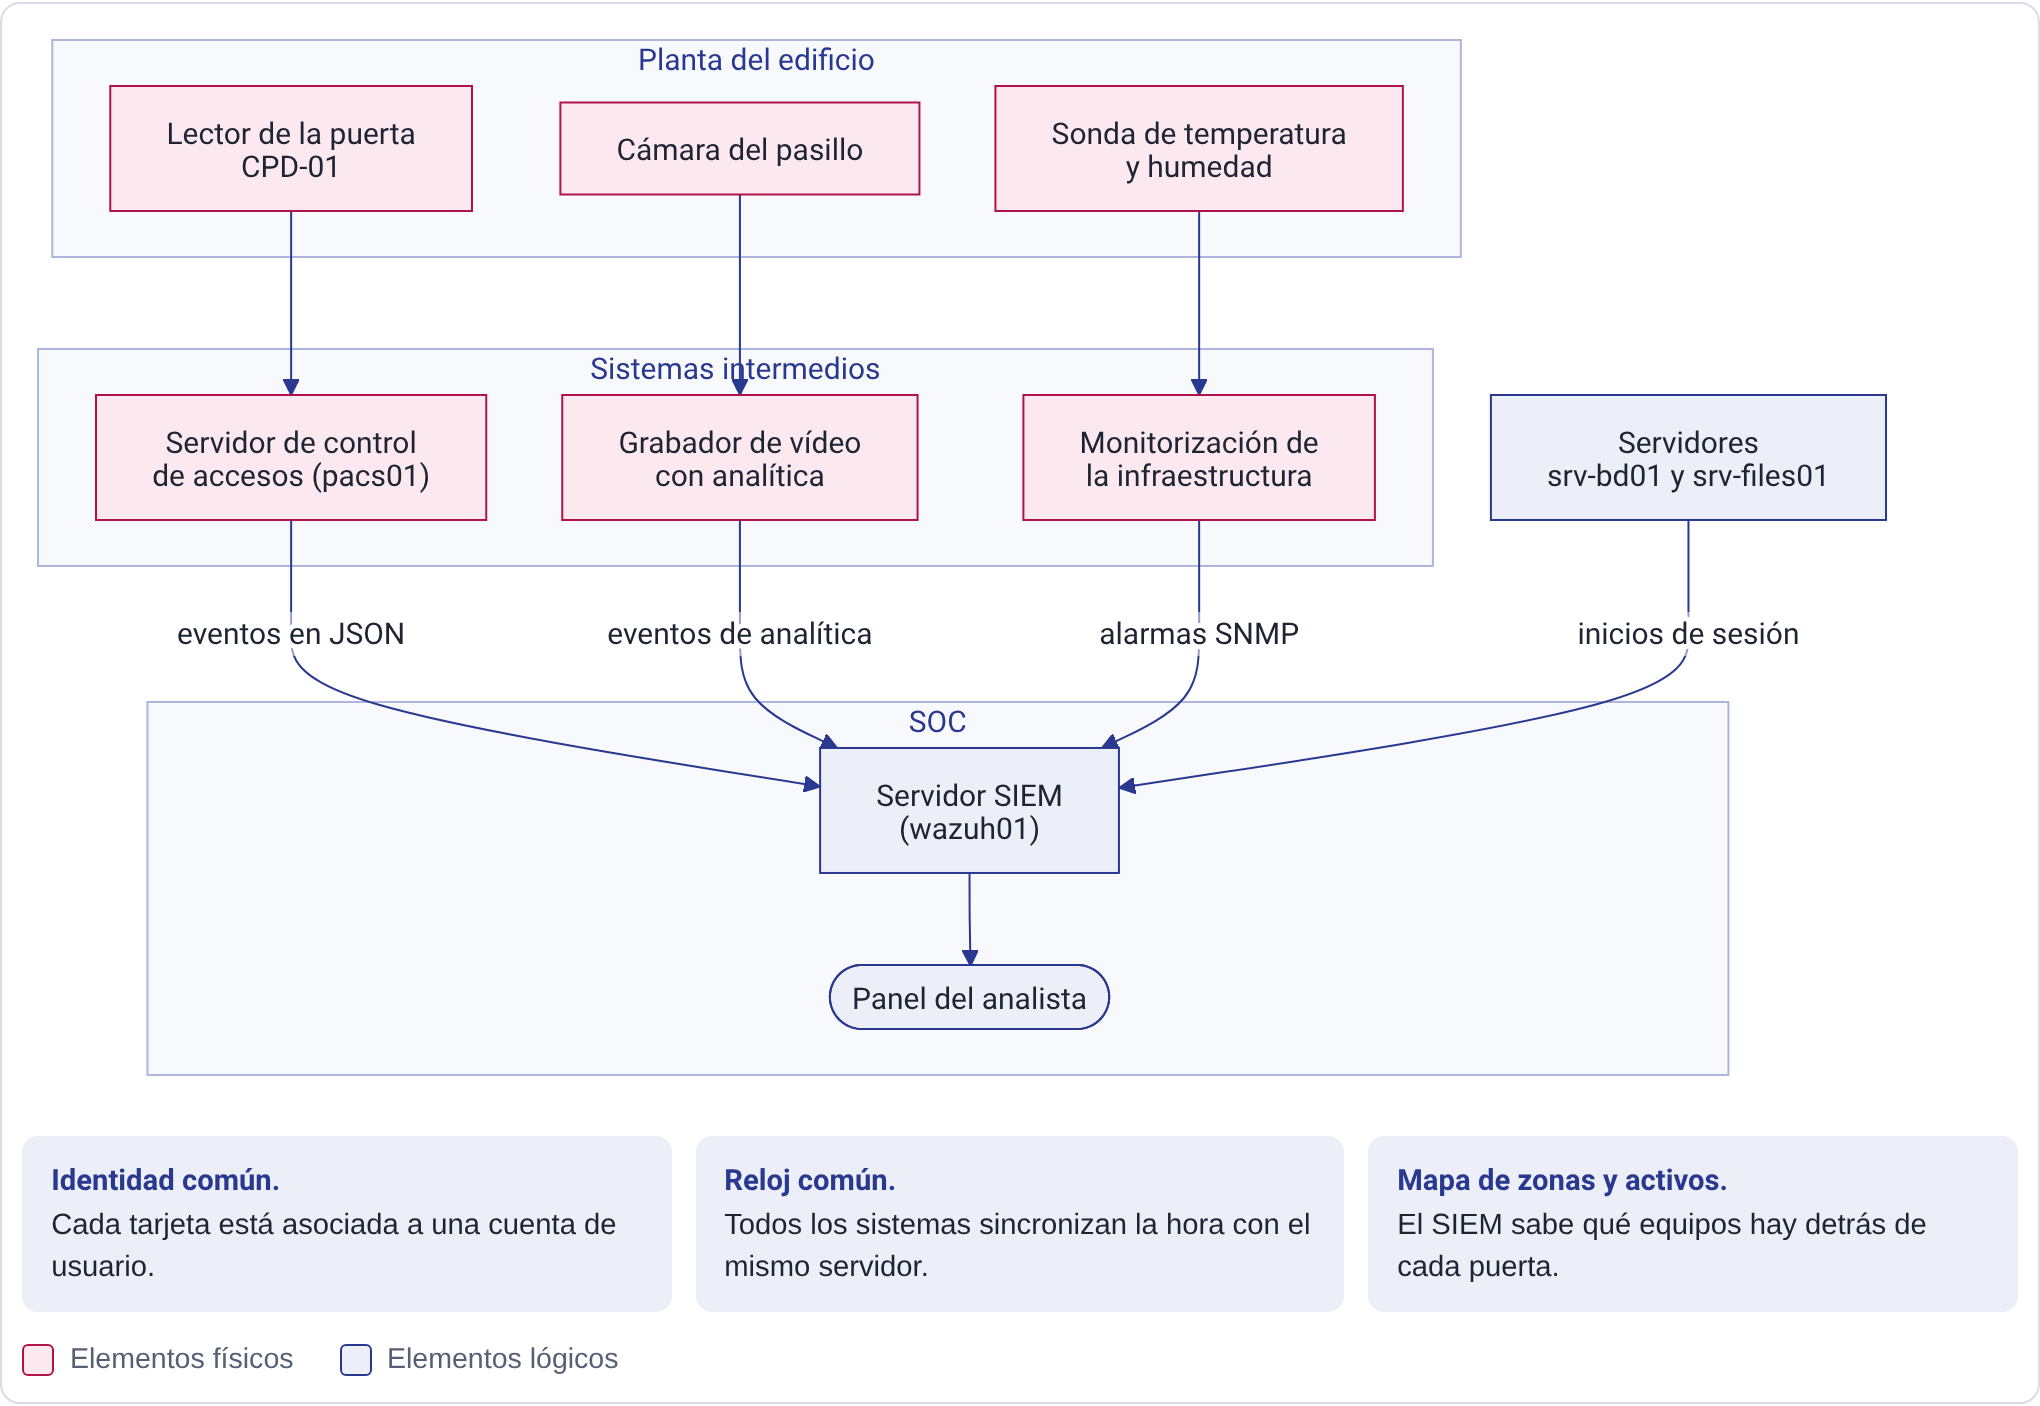 Planta del edificio
Lector de la puerta
CPD-01
Cámara del pasillo
Sonda de temperatura
y humedad
Sistemas intermedios
Servidor de control
de accesos (pacs01)
Grabador de vídeo
con analítica
Monitorización de
la infraestructura
Servidores
srv-bd01 y srv-files01
eventos en JSON
eventos de analítica
alarmas SNMP
inicios de sesión
SOC
Servidor SIEM
(wazuh01)
Panel del analista
Identidad común.
Cada tarjeta está asociada a una cuenta de
usuario.
Reloj común.
Todos los sistemas sincronizan la hora con el
mismo servidor.
Mapa de zonas y activos.
El SIEM sabe qué equipos hay detrás de
cada puerta.
Elementos físicos
Elementos lógicos